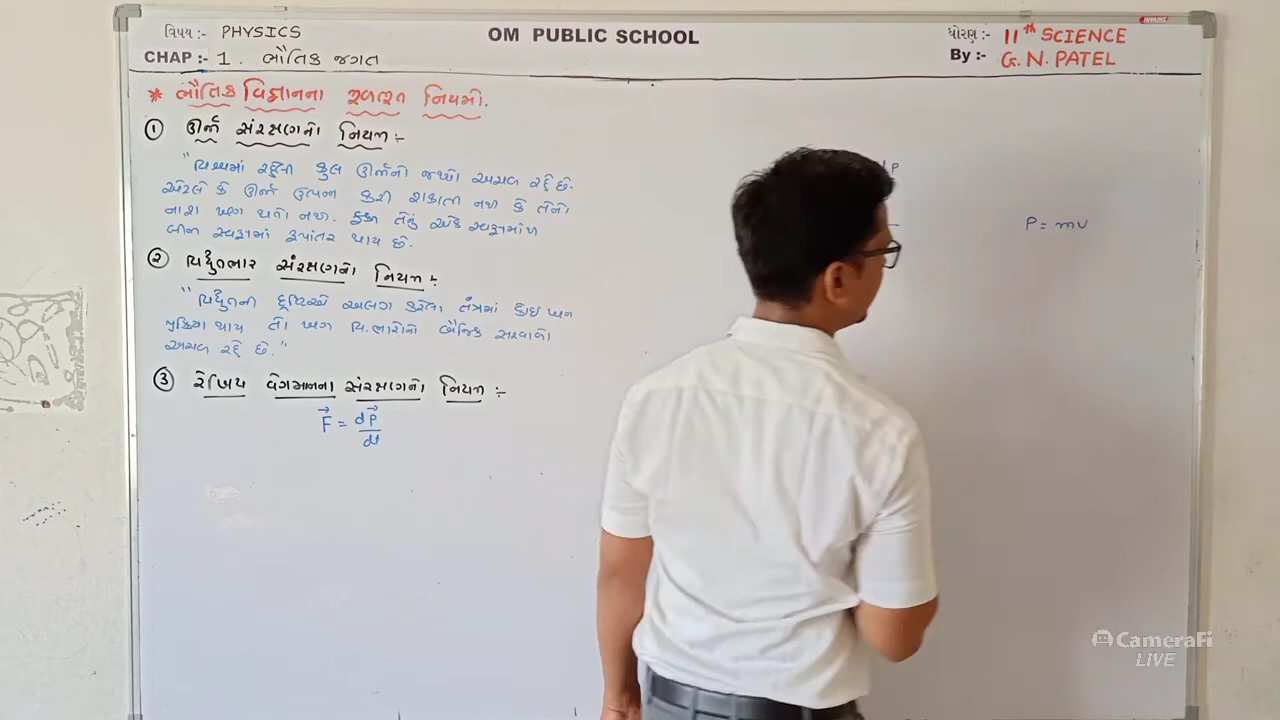 વિષય :- PHYSICS
OM PUBLIC SCHOOL
ધોરણ :- 11th SCIENCE
CHAP :- 1. ભૌતિક જગત
By :- G. N. PATEL
* ભૌતિક વિજ્ઞાનના મૂળભૂત નિયમો.
① ઊર્જા સંરક્ષણનો નિયમ :-
"વિશ્વમાં રહેલી કુલ ઊર્જાનો જથ્થો અચળ રહે છે.
એટલે કે ઊર્જા ઉત્પન્ન કરી શકાતી નથી કે તેનો
નાશ પણ થતો નથી. ફક્ત તેનું એક સ્વરૂપમાંથી
બીજા સ્વરૂપમાં રૂપાંતર થાય છે.
② વિદ્યુતભાર સંરક્ષણનો નિયમ :-
"વિદ્યુતની દૃષ્ટિએ અલગ કરેલા તંત્રમાં કોઇ પણ
પ્રક્રિયા થાય તો પણ વિ.ભારોનો બૈજિક સરવાળો
અચળ રહે છે."
③ રેખિય વેગમાનના સંરક્ષણનો નિયમ :-
F⃗ = dP⃗/dt
P
P = mv
CameraFi
LIVE